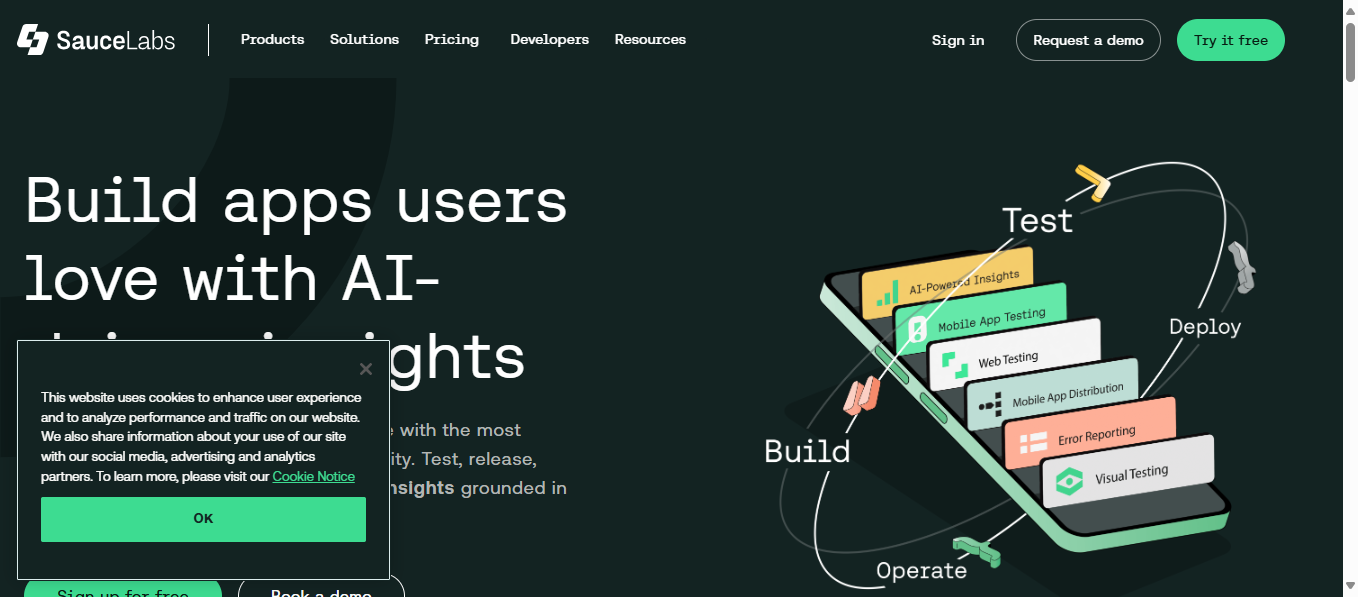 SauceLabs
Products Solutions Pricing Developers Resources
Sign in Request a demo Try it free
Build apps users
love with AI-
ghts
with the most
ity. Test, release,
nsights grounded in
This website uses cookies to enhance user experience
and to analyze performance and traffic on our website.
We also share information about your use of our site
with our social media, advertising and analytics
partners. To learn more, please visit our Cookie Notice
OK
Sign up for free Book a demo
Test
AI-Powered Insights
Mobile App Testing
Web Testing
Mobile App Distribution
Error Reporting
Visual Testing
Deploy
Build
Operate